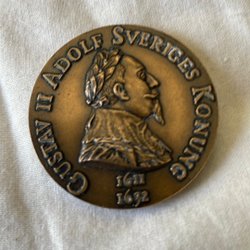 GUSTAV II ADOLF SVERIGES KONUNG
1611
1632